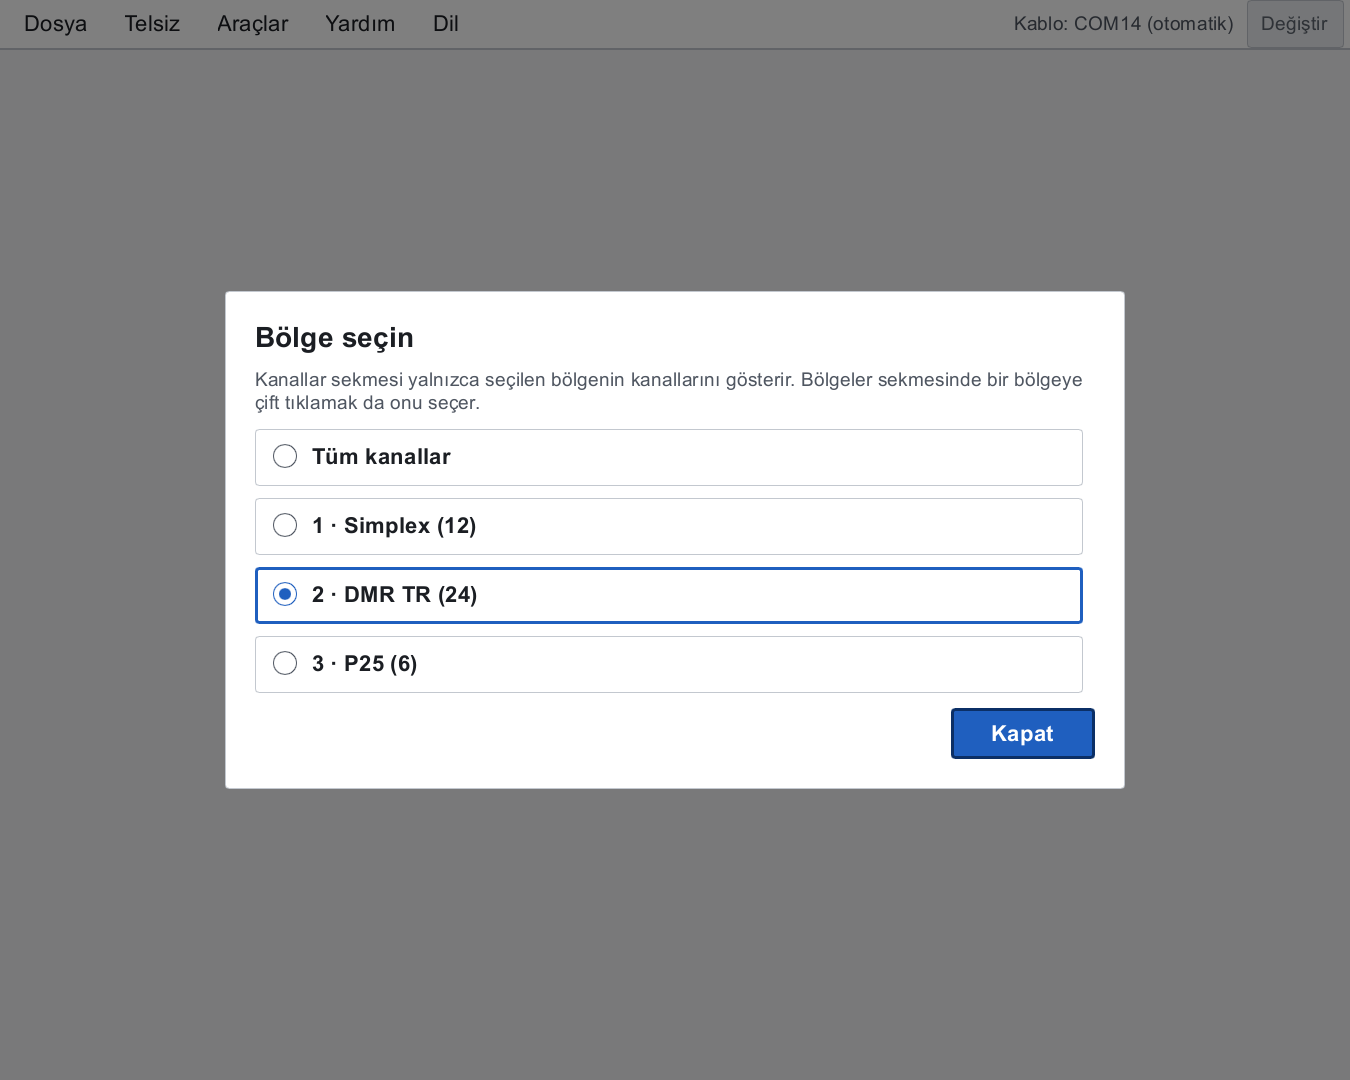 Dosya Telsiz Araçlar Yardım Dil Kablo: COM14 (otomatik) Değiştir
Bölge seçin
Kanallar sekmesi yalnızca seçilen bölgenin kanallarını gösterir. Bölgeler sekmesinde bir bölgeye
çift tıklamak da onu seçer.
Tüm kanallar
1 · Simplex (12)
2 · DMR TR (24)
3 · P25 (6)
Kapat